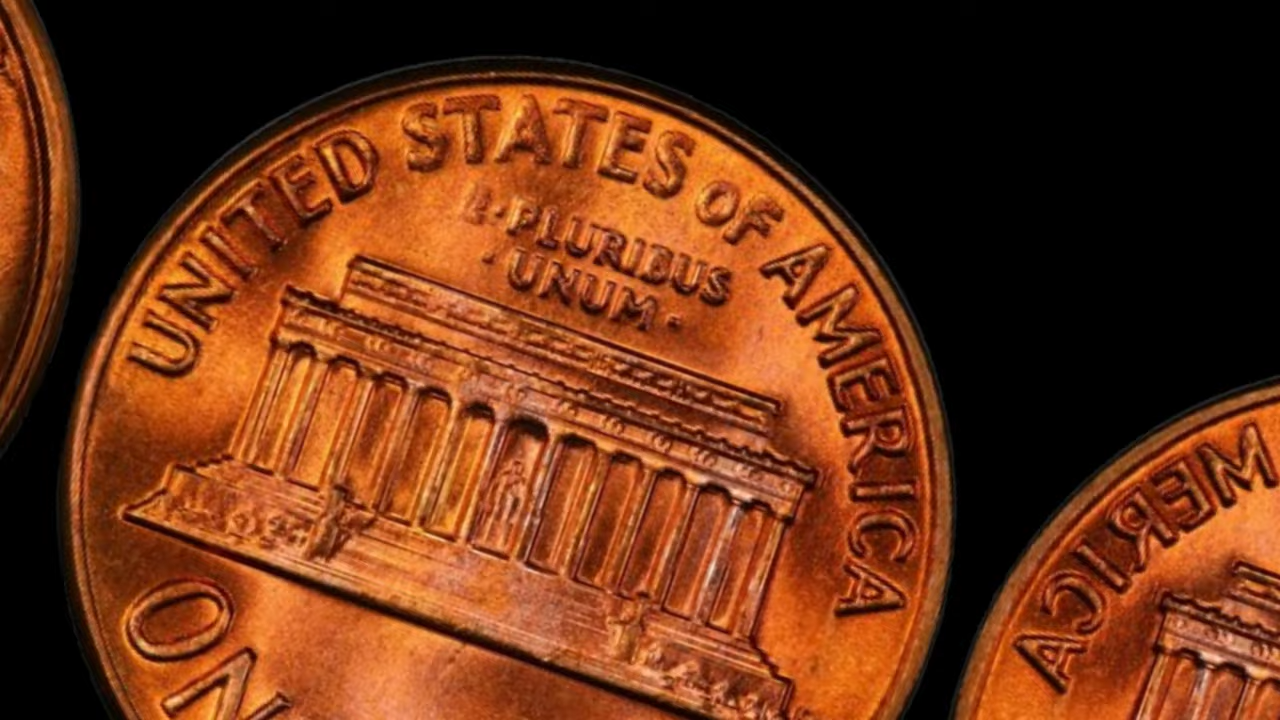 UNITED STATES OF AMERICA
E·PLURIBUS
·UNUM·
ON
MERICA